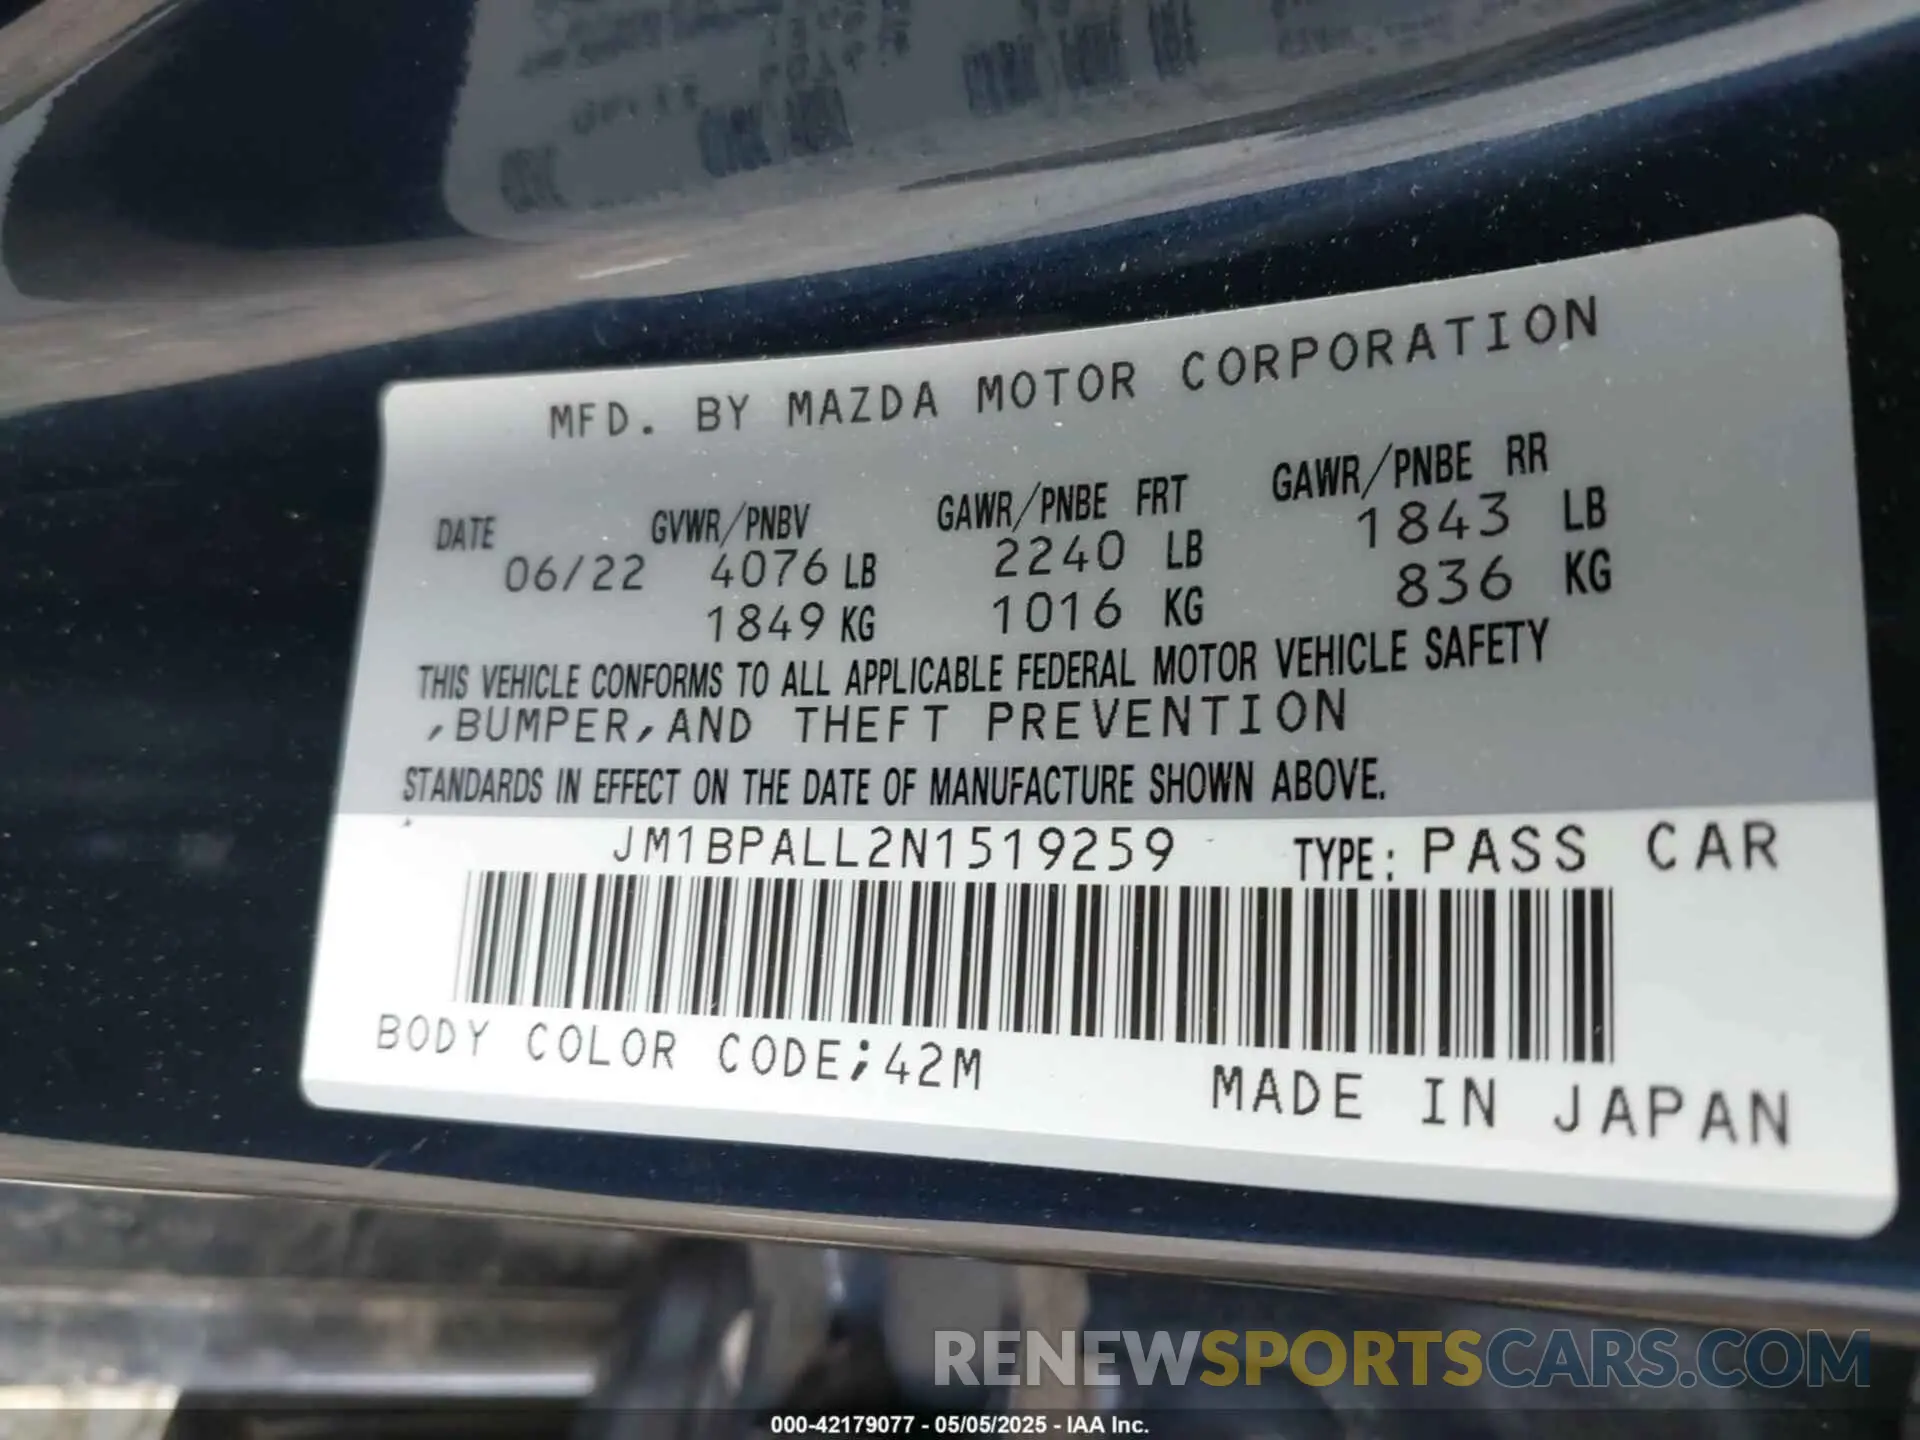 MFD. BY MAZDA MOTOR CORPORATION
DATE GVWR/PNBV GAWR/PNBE FRT GAWR/PNBE RR
06/22 4076 LB 2240 LB 1843 LB
1849 KG 1016 KG 836 KG
THIS VEHICLE CONFORMS TO ALL APPLICABLE FEDERAL MOTOR VEHICLE SAFETY
,BUMPER,AND THEFT PREVENTION
STANDARDS IN EFFECT ON THE DATE OF MANUFACTURE SHOWN ABOVE.
JM1BPALL2N1519259 TYPE: PASS CAR
BODY COLOR CODE;42M
MADE IN JAPAN
RENEWSPORTSCARS.COM
000-42179077 - 05/05/2025 - IAA Inc.